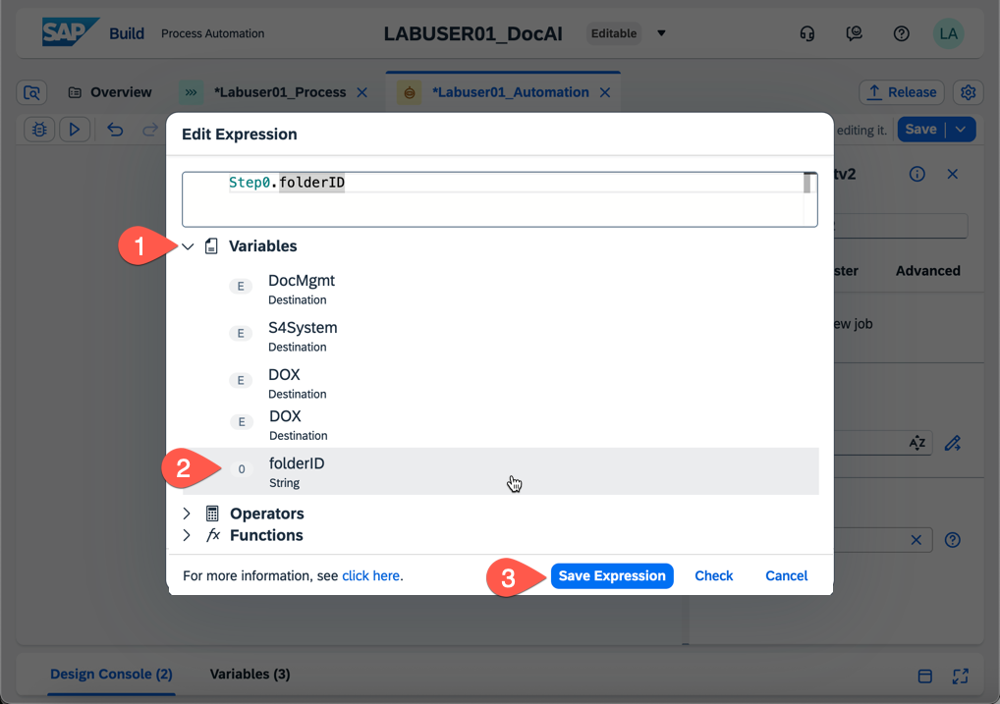 SAP Build Process Automation LABUSER01_DocAI Editable LA
Overview *Labuser01_Process *Labuser01_Automation Release
editing it. Save
Edit Expression
tv2
Step0.folderID
1 Variables
ster Advanced
E DocMgmt
Destination
E S4System
Destination
ew job
E DOX
Destination
E DOX
Destination
2 0 folderID
String
Operators
fx Functions
For more information, see click here.
3 Save Expression Check Cancel
Design Console (2) Variables (3)